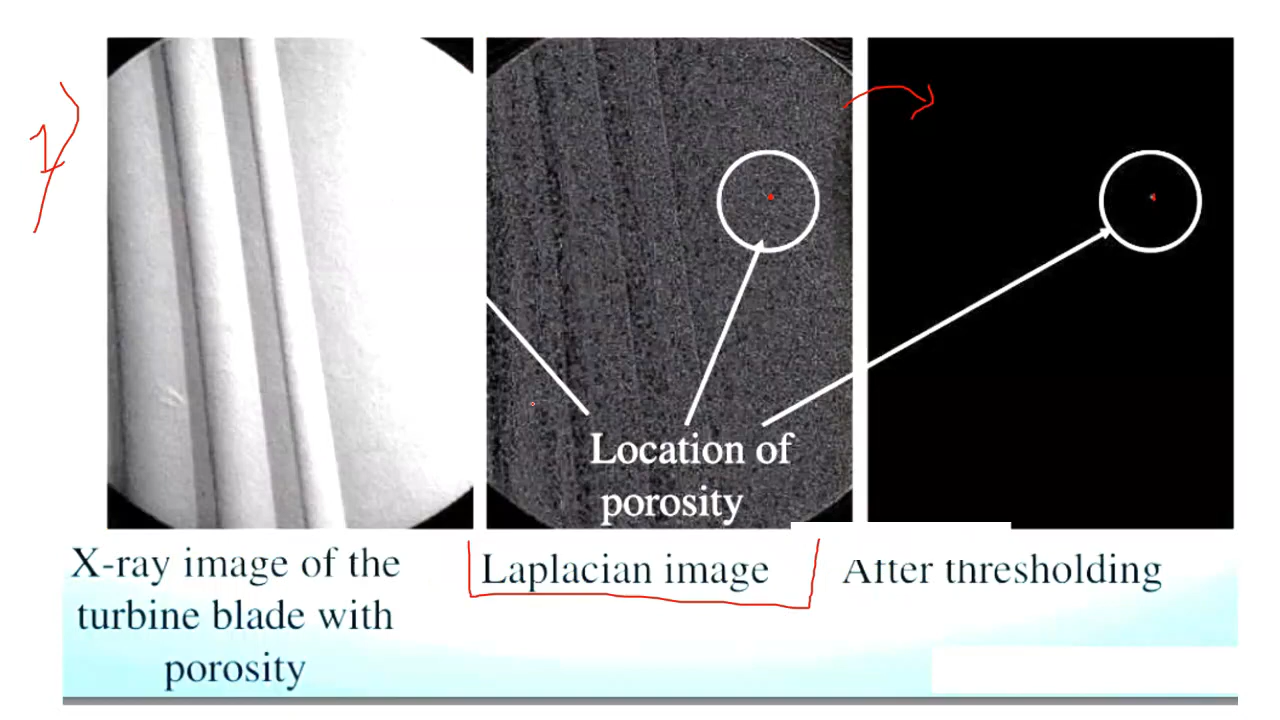 Location of
porosity
X-ray image of the
turbine blade with
porosity
Laplacian image
After thresholding